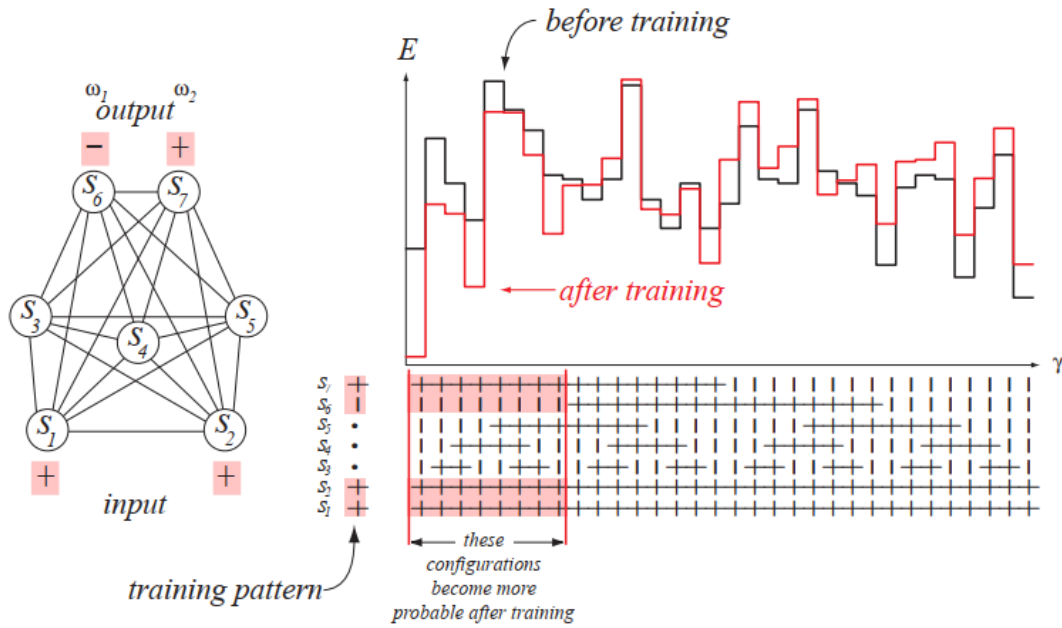 before training
E
ω1 ω2
output
− +
S6 S7
after training
S3 S5
S4
γ
S7 +
S6 −
S5 •
S4 •
S1 S2
S3 •
+ +
S2 +
input
S1 +
these
configurations
training pattern
become more
probable after training